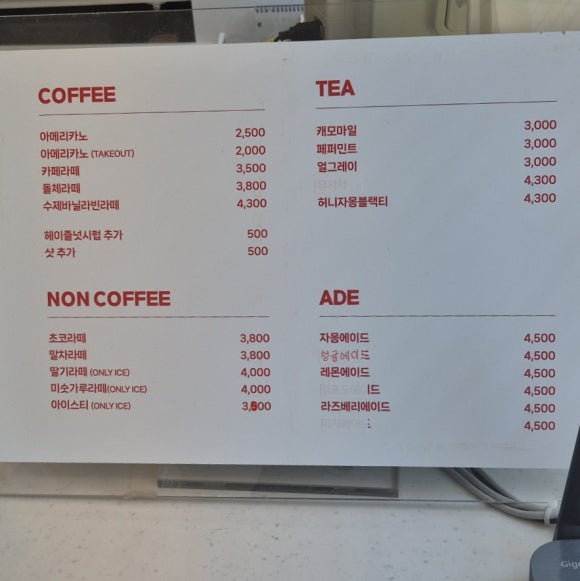 COFFEE
아메리카노 2,500
아메리카노 (TAKEOUT) 2,000
카페라떼 3,500
돌체라떼 3,800
수제바닐라빈라떼 4,300
헤이즐넛시럽 추가 500
샷 추가 500
NON COFFEE
초코라떼 3,800
말차라떼 3,800
딸기라떼 (ONLY ICE) 4,000
미숫가루라떼(ONLY ICE) 4,000
아이스티 (ONLY ICE)
TEA
캐모마일 3,000
페퍼민트 3,000
얼그레이 3,000
4,300
허니자몽블랙티 4,300
ADE
자몽에이드 4,500
청귤에이드 4,500
레몬에이드 4,500
4,500
라즈베리에이드 4,500
4,500